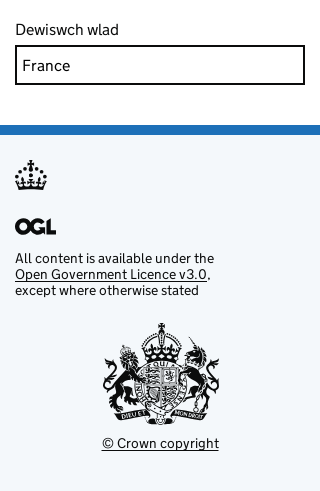 Dewiswch wlad
France
OGL
All content is available under the
Open Government Licence v3.0,
except where otherwise stated
DIEU ET MON DROIT
© Crown copyright